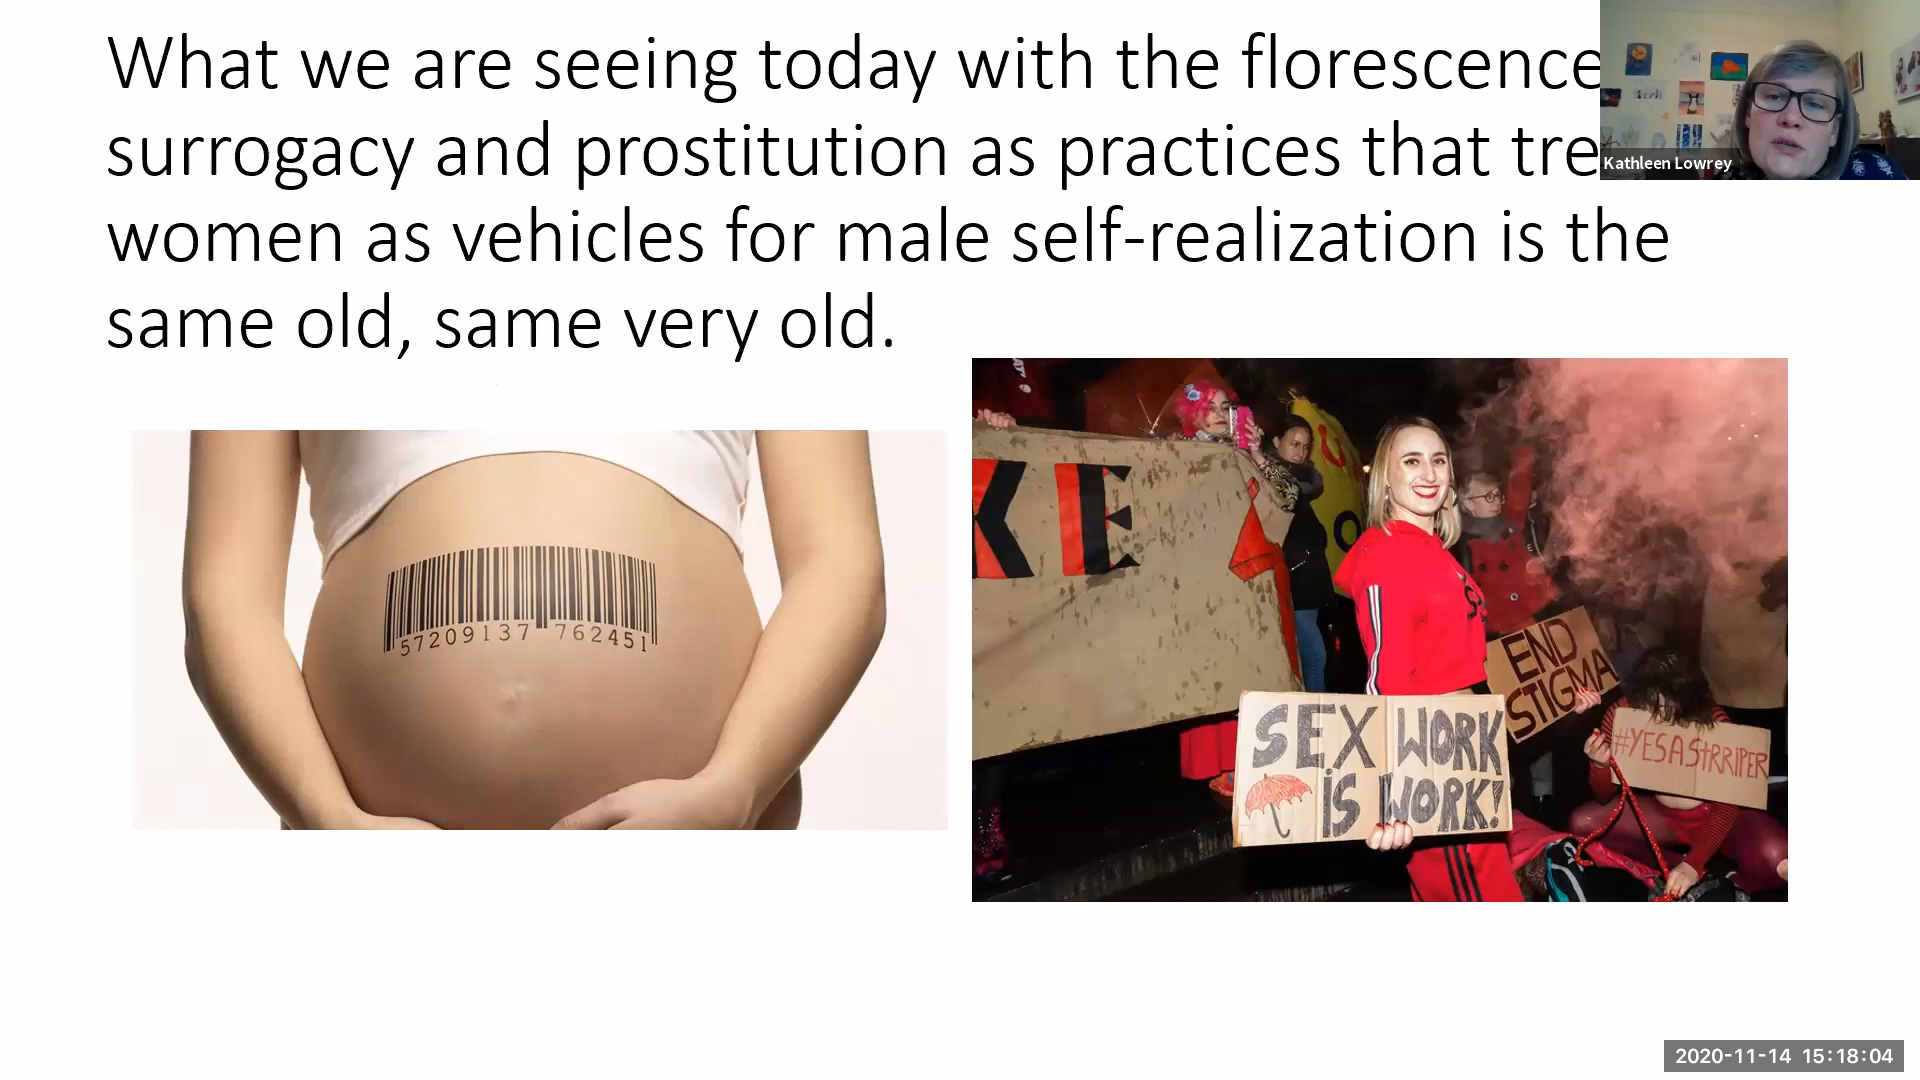 What we are seeing today with the florescence
surrogacy and prostitution as practices that tre
women as vehicles for male self-realization is the
same old, same very old.
Kathleen Lowrey
57209137 762451
KE
END
STIGMA
SEX WORK
IS WORK!
#YESASTRRIPER
2020-11-14 15:18:04